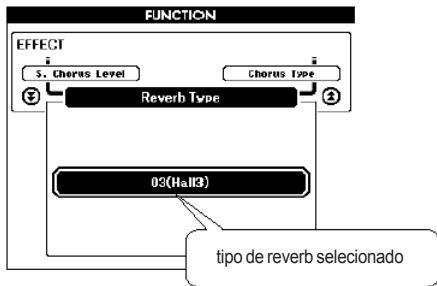 FUNCTION
EFFECT
S. Chorus Level
Chorus Type
Reverb Type
03(Hall3)
tipo de reverb selecionado